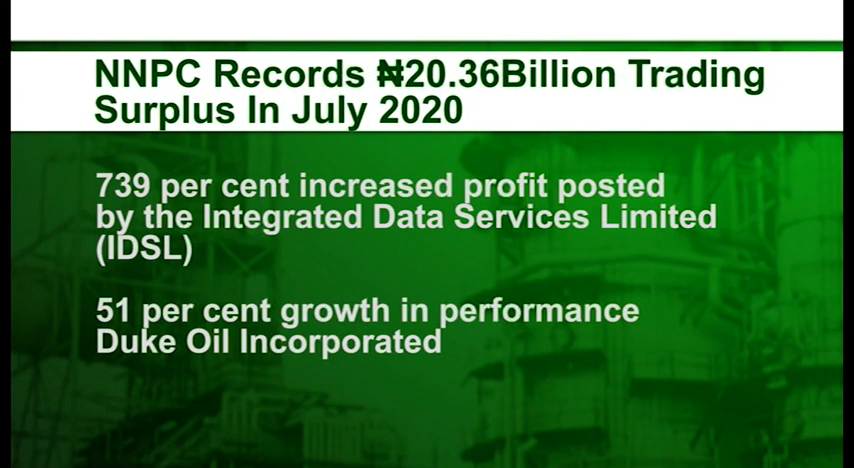 NNPC Records ₦20.36Billion Trading
Surplus In July 2020
739 per cent increased profit posted
by the Integrated Data Services Limited
(IDSL)
51 per cent growth in performance
Duke Oil Incorporated